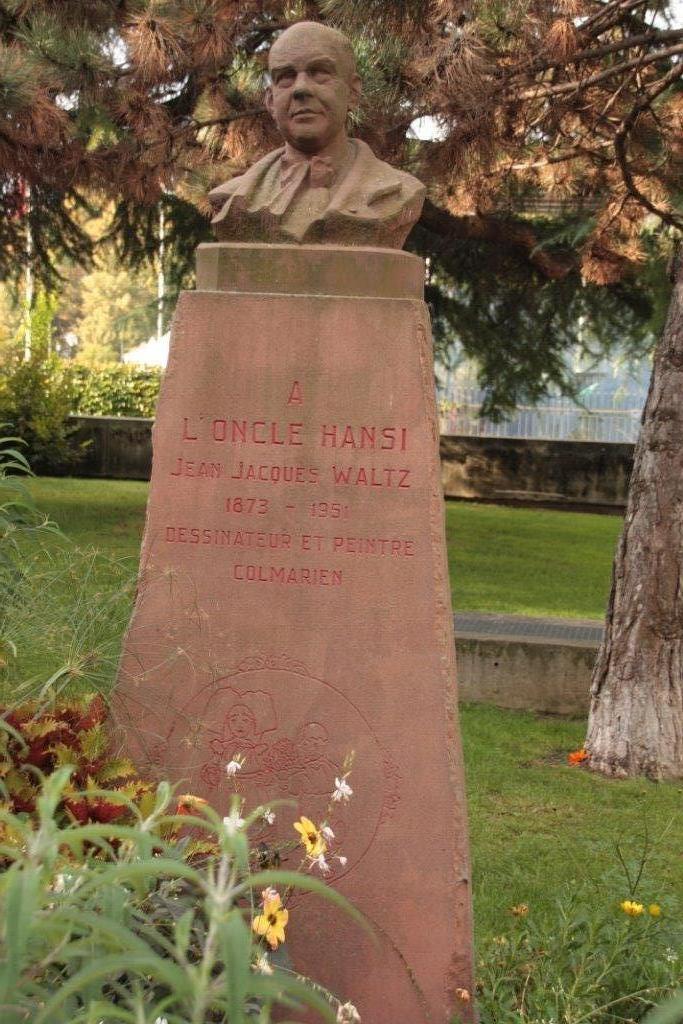 A
L'ONCLE HANSI
JEAN JACQUES WALTZ
1873 - 1951
DESSINATEUR ET PEINTRE
COLMARIEN